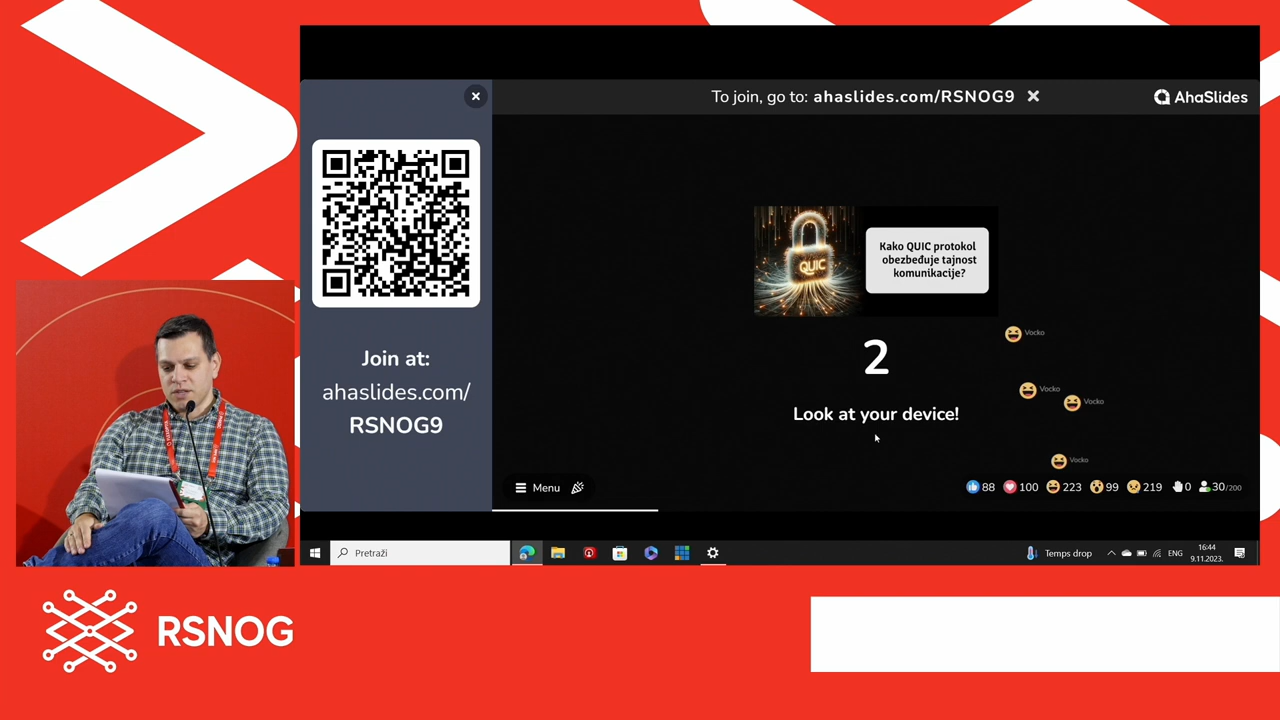 To join, go to: ahaslides.com/RSNOG9
AhaSlides
Join at:
ahaslides.com/
RSNOG9
QUIC
Kako QUIC protokol
obezbeđuje tajnost
komunikacije?
2
Look at your device!
Vocko
Vocko
Vocko
Vocko
Menu
88 100 223 99 219 0 30/200
Pretraži
Temps drop
ENG
16:44
9.11.2023.
RSNOG